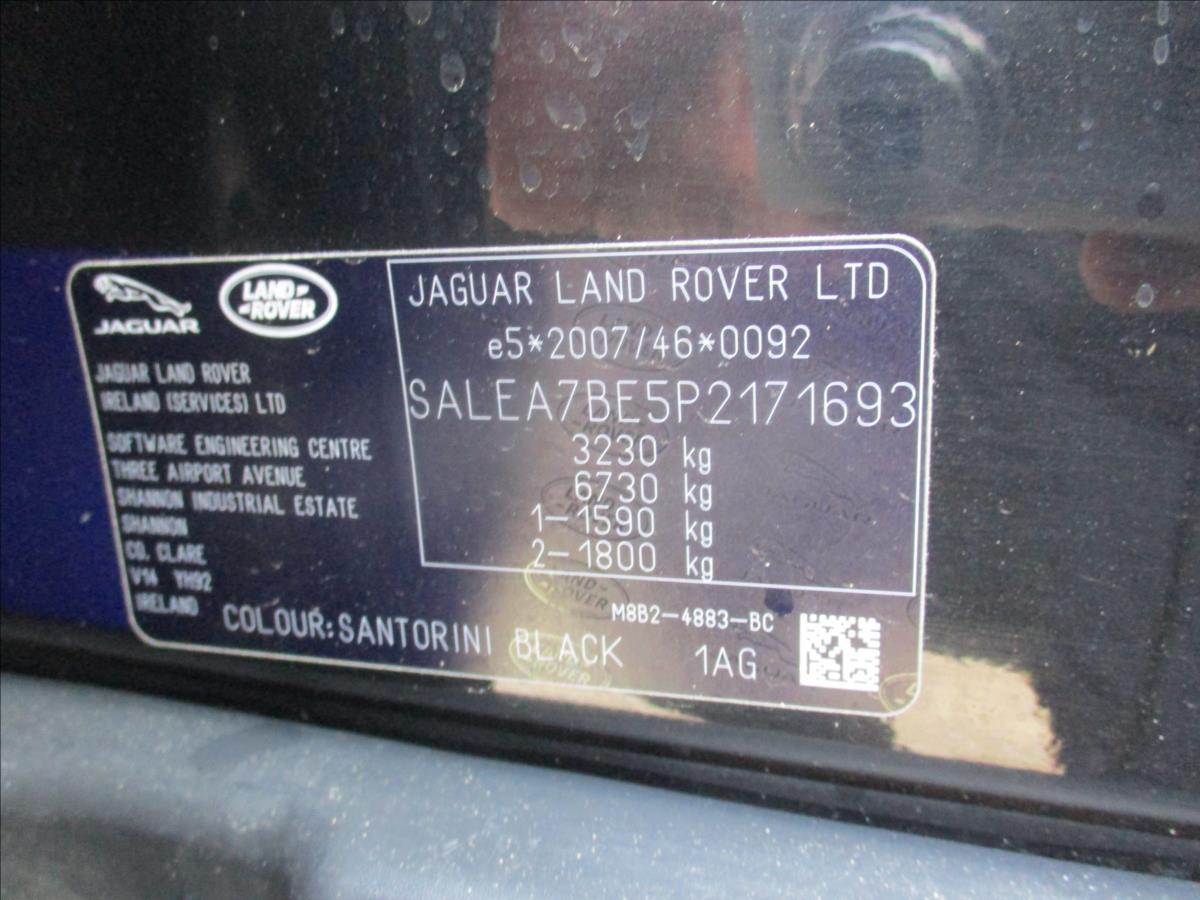 JAGUAR
LAND-
-ROVER
JAGUAR LAND ROVER
IRELAND (SERVICES) LTD
SOFTWARE ENGINEERING CENTRE
THREE AIRPORT AVENUE
SHANNON INDUSTRIAL ESTATE
SHANNON
CO. CLARE
V14 YH92
IRELAND
JAGUAR LAND ROVER LTD
e5*2007/46*0092
SALEA7BE5P2171693
3230 kg
6730 kg
1-1590 kg
2-1800 kg
M8B2-4883-BC
COLOUR:SANTORINI BLACK 1AG